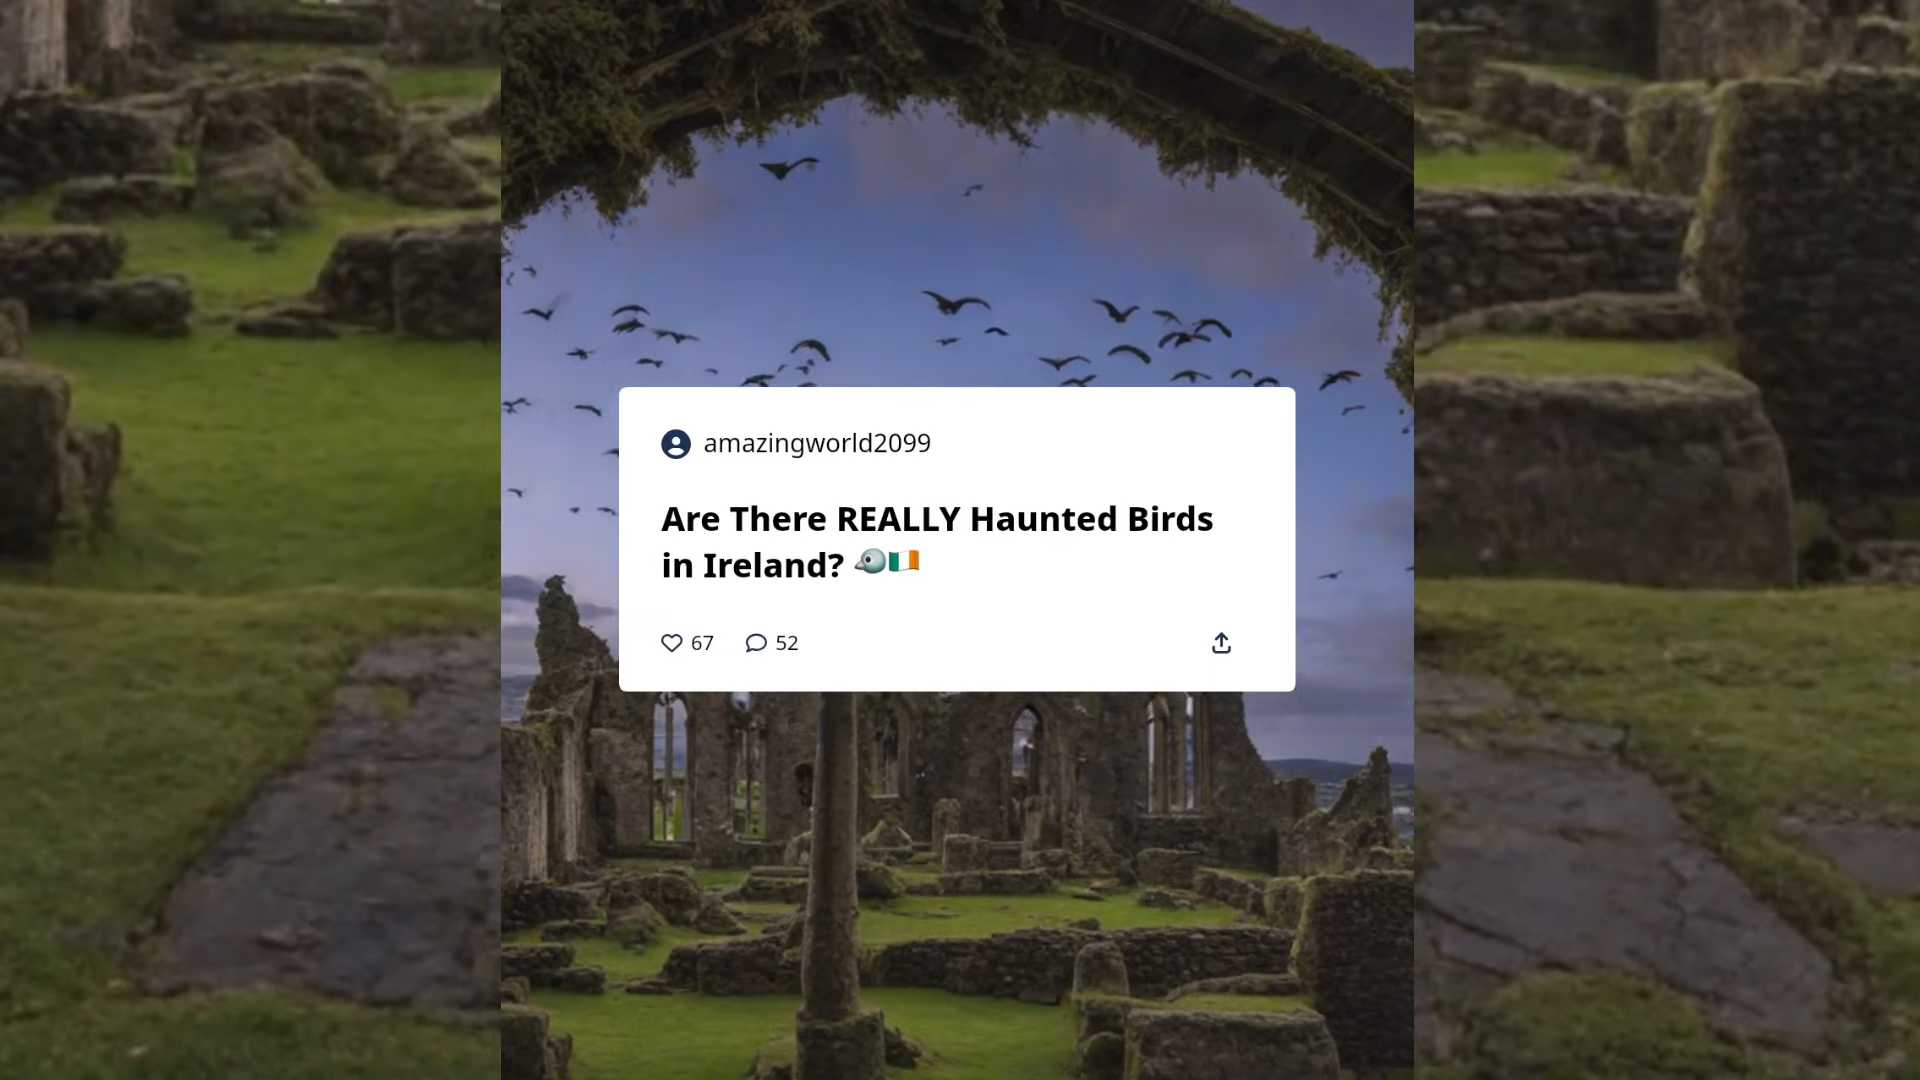 amazingworld2099
Are There REALLY Haunted Birds
in Ireland? 🐦🇮🇪
67 52